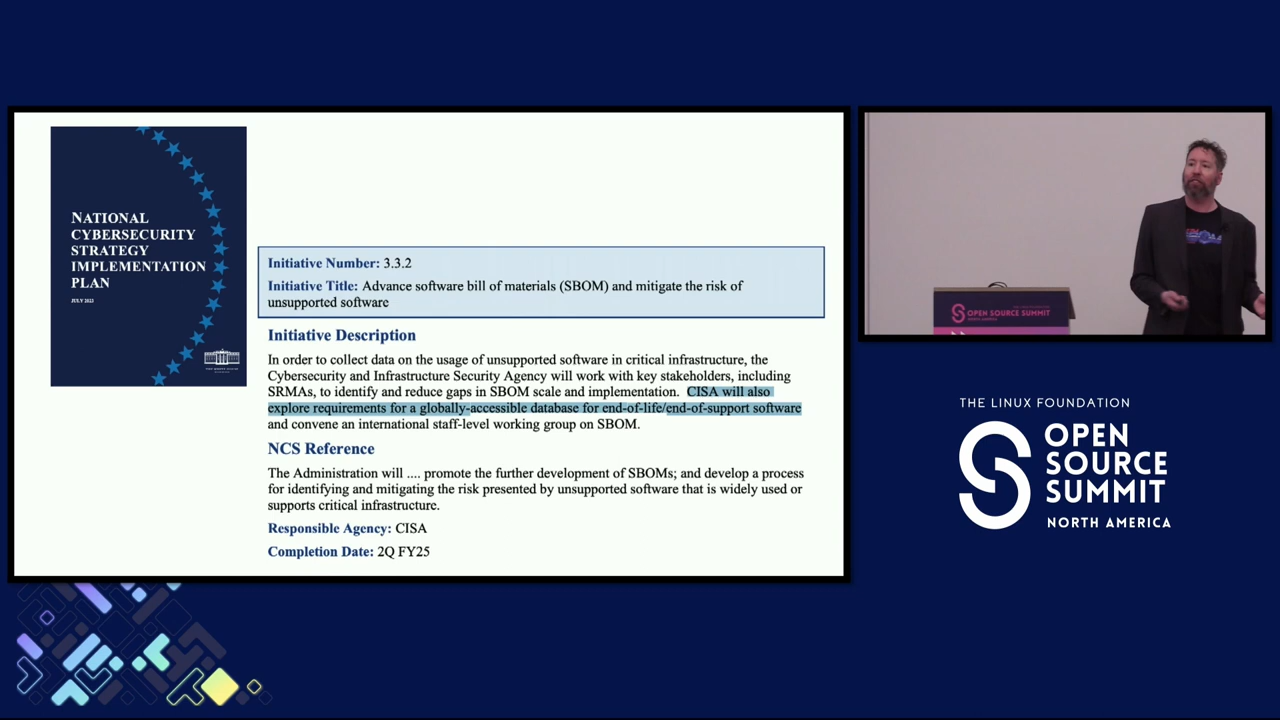 NATIONAL
CYBERSECURITY
STRATEGY
IMPLEMENTATION
PLAN
JULY 2023
THE WHITE HOUSE
Initiative Number: 3.3.2
Initiative Title: Advance software bill of materials (SBOM) and mitigate the risk of
unsupported software
Initiative Description
In order to collect data on the usage of unsupported software in critical infrastructure, the
Cybersecurity and Infrastructure Security Agency will work with key stakeholders, including
SRMAs, to identify and reduce gaps in SBOM scale and implementation. CISA will also
explore requirements for a globally-accessible database for end-of-life/end-of-support software
and convene an international staff-level working group on SBOM.
NCS Reference
The Administration will .... promote the further development of SBOMs; and develop a process
for identifying and mitigating the risk presented by unsupported software that is widely used or
supports critical infrastructure.
Responsible Agency: CISA
Completion Date: 2Q FY25
OPEN SOURCE SUMMIT
THE LINUX FOUNDATION
OPEN
SOURCE
SUMMIT
NORTH AMERICA